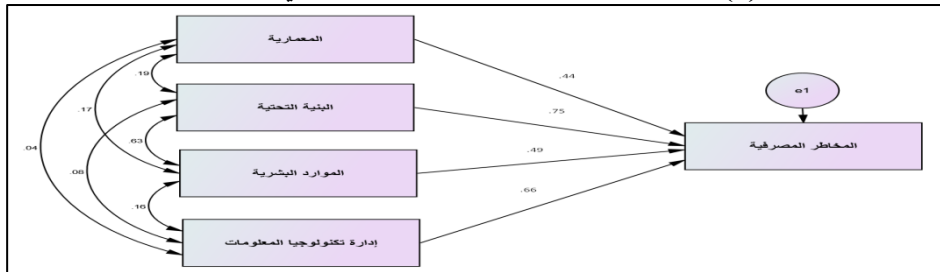 المعمارية
.44
.19
e1
البنية التحتية
.75
.17
المخاطر المصرفية
.63
.49
.04
الموارد البشرية
.08
.66
.16
إدارة تكنولوجيا المعلومات